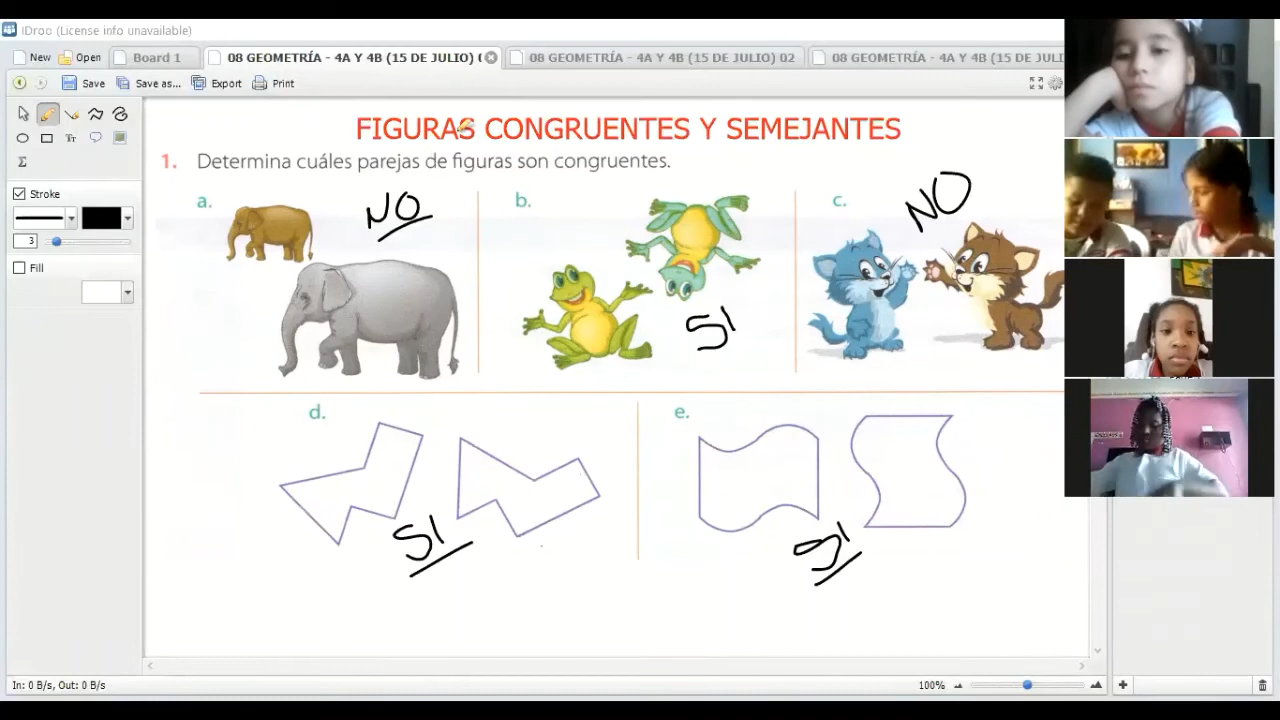 IDroo (License info unavailable)
New Open Board 1 08 GEOMETRÍA - 4A Y 4B (15 DE JULIO) 08 GEOMETRÍA - 4A Y 4B (15 DE JULIO) 02 08 GEOMETRÍA - 4A Y 4B (15 DE JULI
Save Save as... Export Print
FIGURAS CONGRUENTES Y SEMEJANTES
1. Determina cuáles parejas de figuras son congruentes.
Stroke
3
Fill
a. NO
b. SI
c. NO
d. SI
e. SI
Tr
Σ
In: 0 B/s, Out: 0 B/s
100%